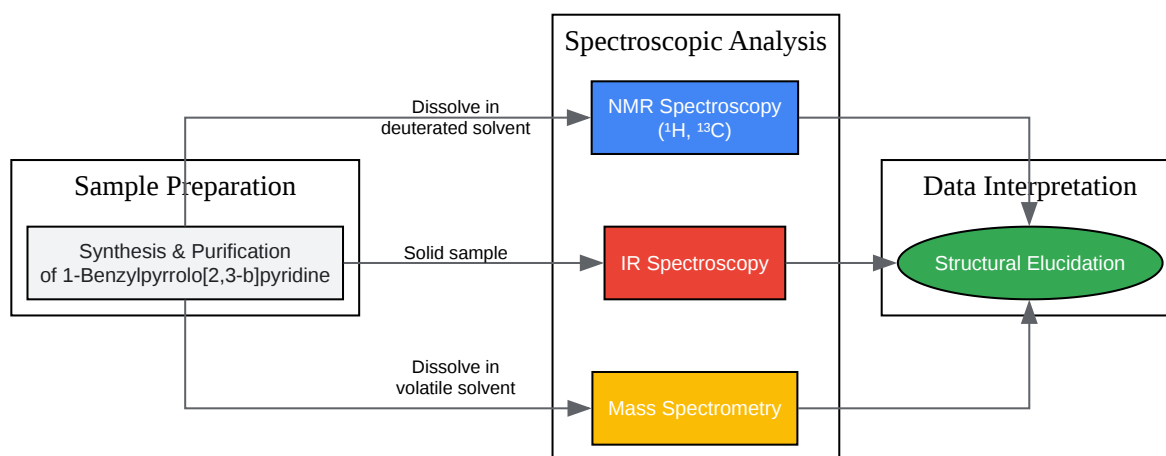 Spectroscopic Analysis
NMR Spectroscopy
(¹H, ¹³C)
Dissolve in
deuterated solvent
Sample Preparation
Data Interpretation
Synthesis & Purification
of 1-Benzylpyrrolo[2,3-b]pyridine
Solid sample
IR Spectroscopy
Structural Elucidation
Dissolve in
volatile solvent
Mass Spectrometry